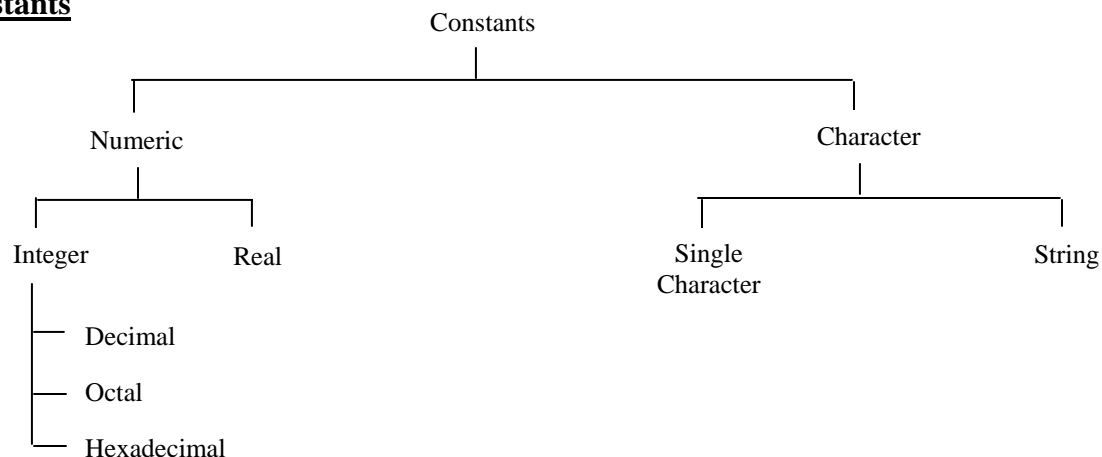 stants
Constants
Numeric
Character
Integer
Real
Single
Character
String
Decimal
Octal
Hexadecimal